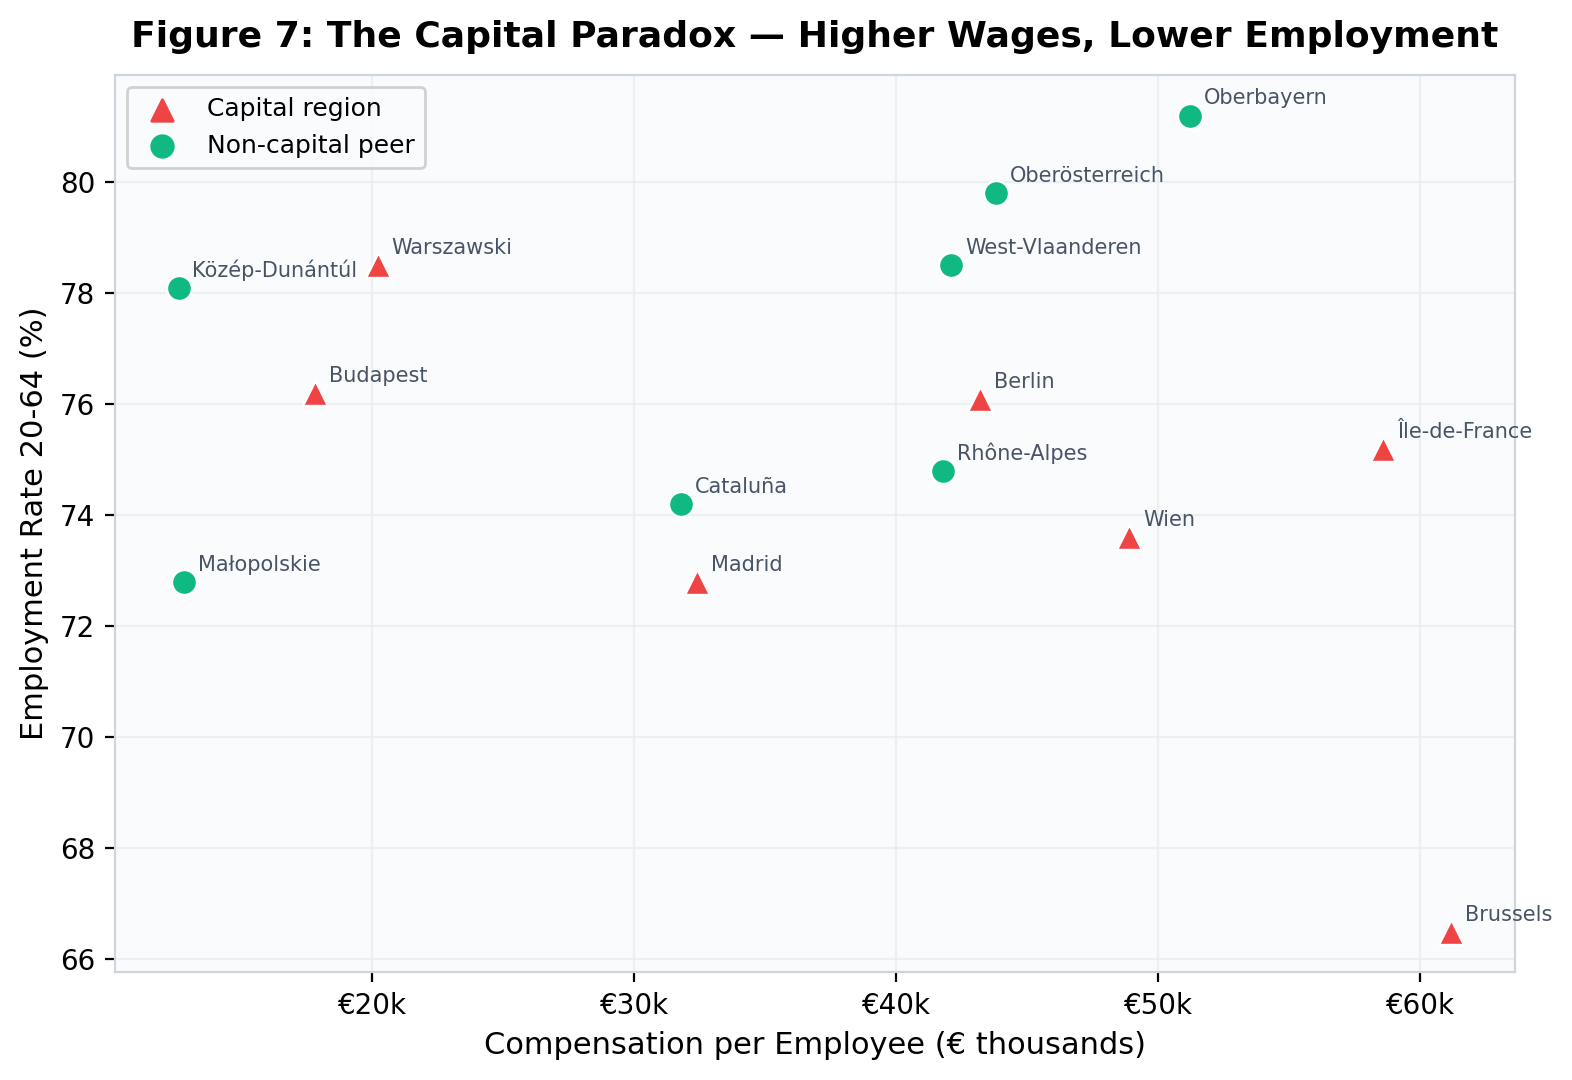 Figure 7: The Capital Paradox — Higher Wages, Lower Employment
Capital region
Non-capital peer
Oberbayern
Oberösterreich
Warszawski
West-Vlaanderen
Közép-Dunántúl
Budapest
Berlin
Île-de-France
Rhône-Alpes
Cataluña
Wien
Małopolskie
Madrid
Brussels
Employment Rate 20-64 (%)
80
78
76
74
72
70
68
66
€20k
€30k
€40k
€50k
€60k
Compensation per Employee (€ thousands)